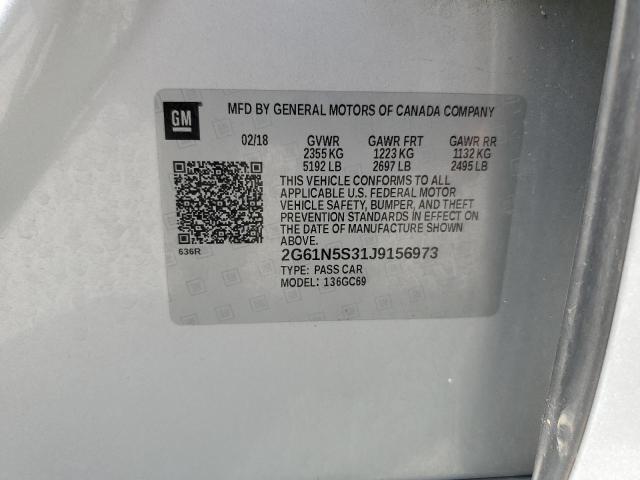 GM
MFD BY GENERAL MOTORS OF CANADA COMPANY
02/18 GVWR GAWR FRT GAWR RR
2355 KG 1223 KG 1132 KG
5192 LB 2697 LB 2495 LB
THIS VEHICLE CONFORMS TO ALL
APPLICABLE U.S. FEDERAL MOTOR
VEHICLE SAFETY, BUMPER, AND THEFT
PREVENTION STANDARDS IN EFFECT ON
THE DATE OF MANUFACTURE SHOWN
ABOVE.
636R
2G61N5S31J9156973
TYPE: PASS CAR
MODEL: 136GC69